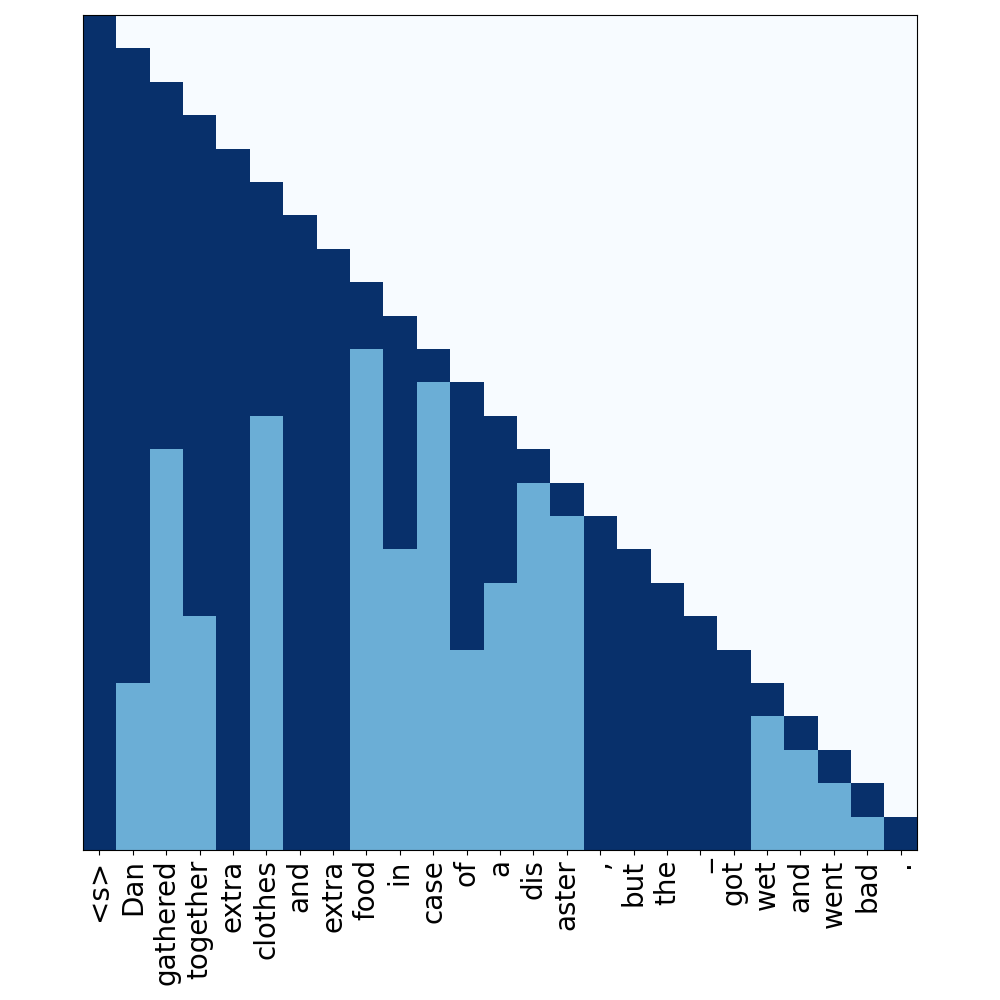 <s> Dan gathered together extra clothes and extra food in case of a dis aster , but the _ got wet and went bad .